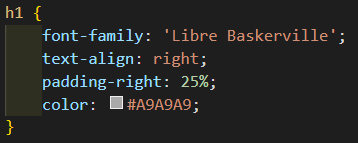 h1 {
    font-family: 'Libre Baskerville';
    text-align: right;
    padding-right: 25%;
    color: #A9A9A9;
}